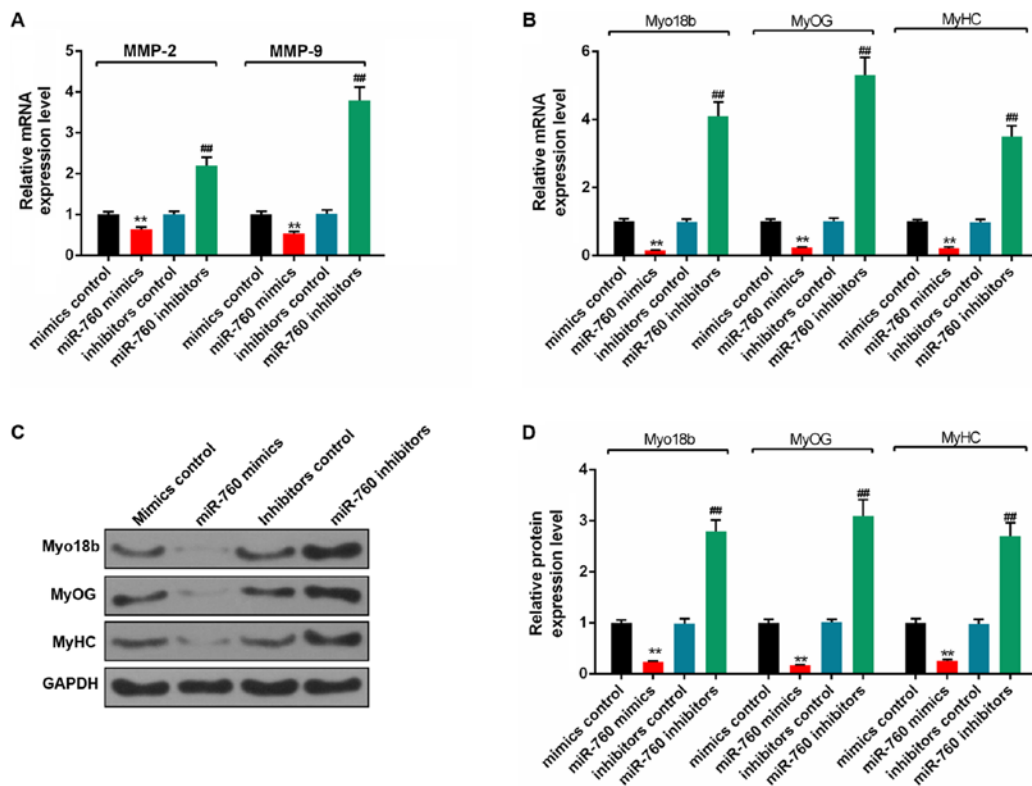 A
MMP-2
MMP-9
Relative mRNA
expression level
5
4
3
2
1
0
**
##
**
##
mimics control
miR-760 mimics
inhibitors control
miR-760 inhibitors
mimics control
miR-760 mimics
inhibitors control
miR-760 inhibitors
B
Myo18b
MyOG
MyHC
Relative mRNA
expression level
6
4
2
0
**
##
**
##
**
##
mimics control
miR-760 mimics
inhibitors control
miR-760 inhibitors
mimics control
miR-760 mimics
inhibitors control
miR-760 inhibitors
mimics control
miR-760 mimics
inhibitors control
miR-760 inhibitors
C
Mimics control
miR-760 mimics
Inhibitors control
miR-760 inhibitors
Myo18b
MyOG
MyHC
GAPDH
D
Myo18b
MyOG
MyHC
Relative protein
expression level
4
3
2
1
0
**
##
**
##
**
##
mimics control
miR-760 mimics
inhibitors control
miR-760 inhibitors
mimics control
miR-760 mimics
inhibitors control
miR-760 inhibitors
mimics control
miR-760 mimics
inhibitors control
miR-760 inhibitors